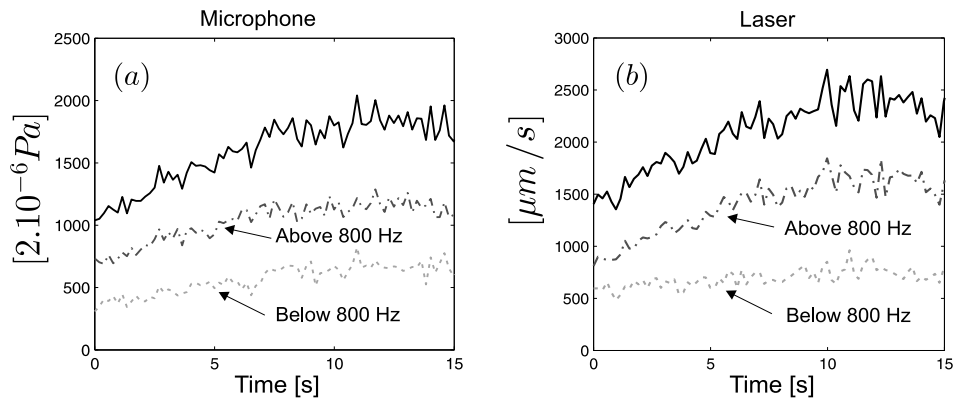 Microphone
2500
2000
1500
1000
500
0
0 5 10 15
[2.10⁻⁶Pa]
(a)
Above 800 Hz
Below 800 Hz
Time [s]
Laser
3000
2500
2000
1500
1000
500
0
0 5 10 15
[μm/s]
(b)
Above 800 Hz
Below 800 Hz
Time [s]